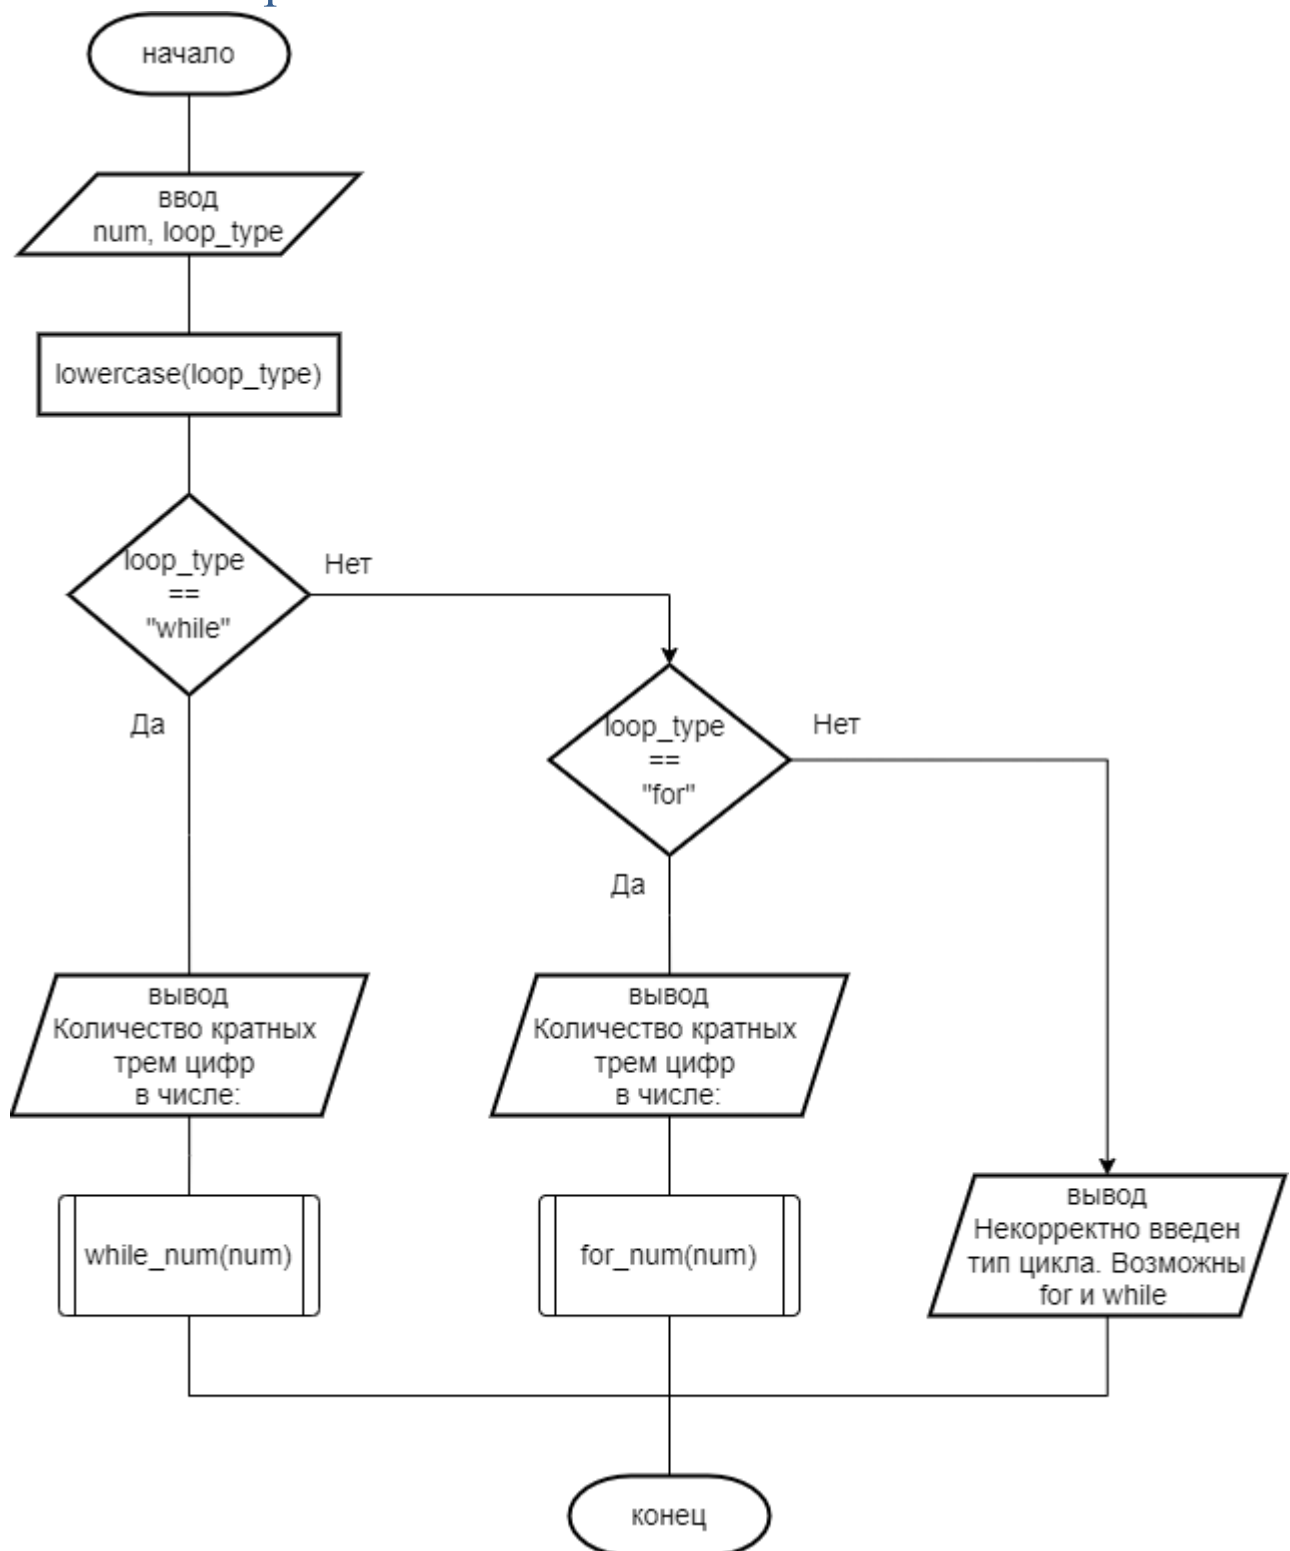 начало
ввод
num, loop_type
lowercase(loop_type)
loop_type
==
"while"
Нет
Да
loop_type
==
"for"
Нет
Да
вывод
Количество кратных
трем цифр
в числе:
вывод
Количество кратных
трем цифр
в числе:
while_num(num)
for_num(num)
вывод
Некорректно введен
тип цикла. Возможны
for и while
конец